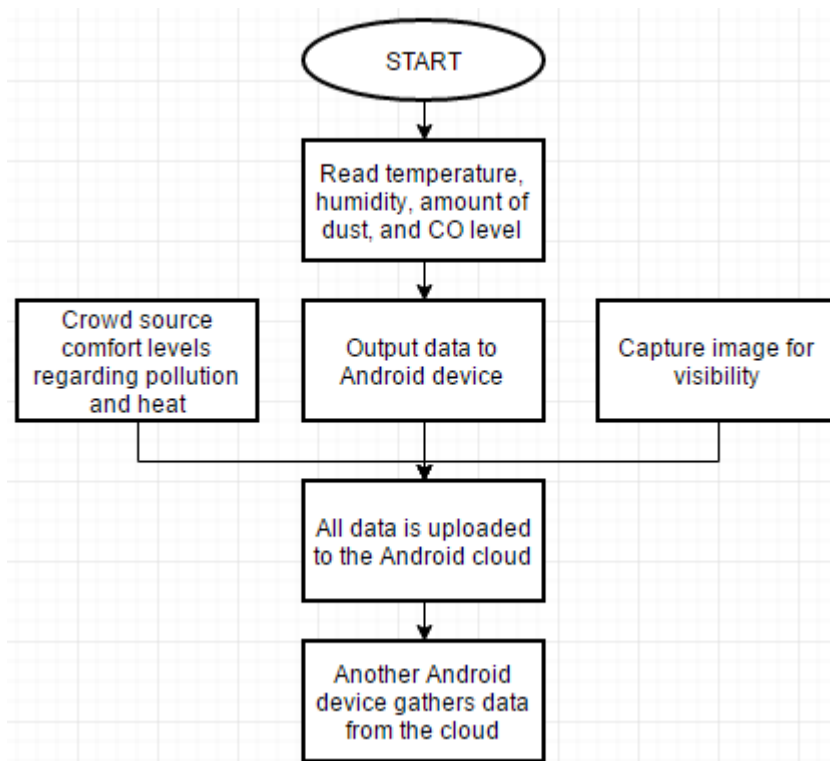 START
Read temperature,
humidity, amount of
dust, and CO level
Crowd source
comfort levels
regarding pollution
and heat
Output data to
Android device
Capture image for
visibility
All data is uploaded
to the Android cloud
Another Android
device gathers data
from the cloud